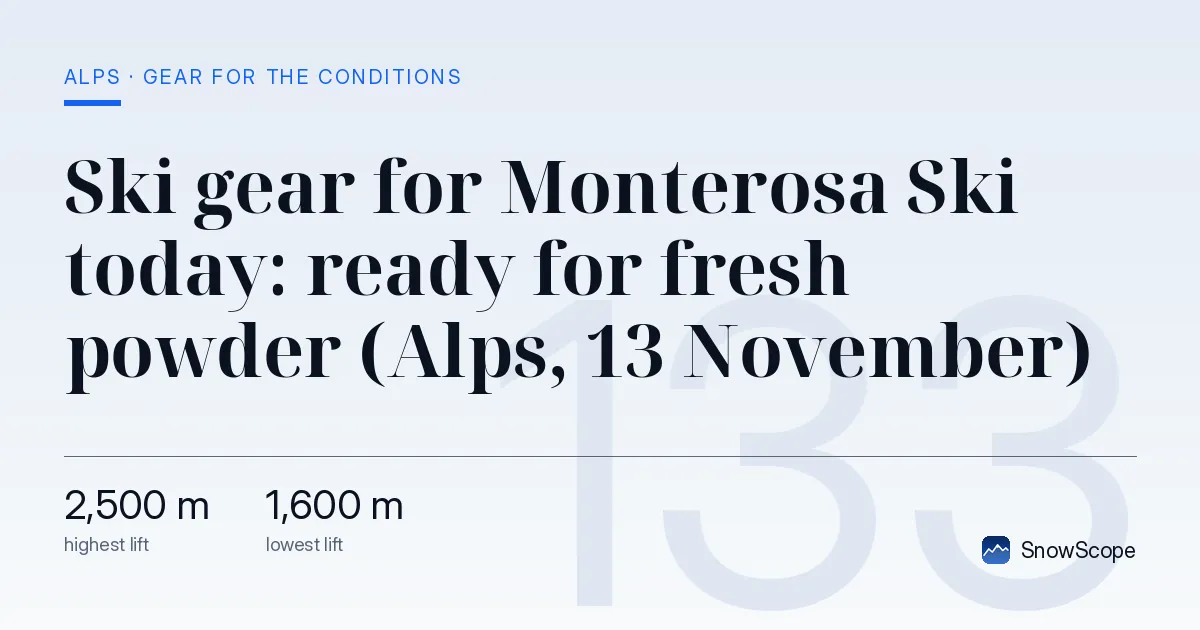 ALPS · GEAR FOR THE CONDITIONS
Ski gear for Monterosa Ski
today: ready for fresh
powder (Alps, 13 November)
133
2,500 m
highest lift
1,600 m
lowest lift
SnowScope